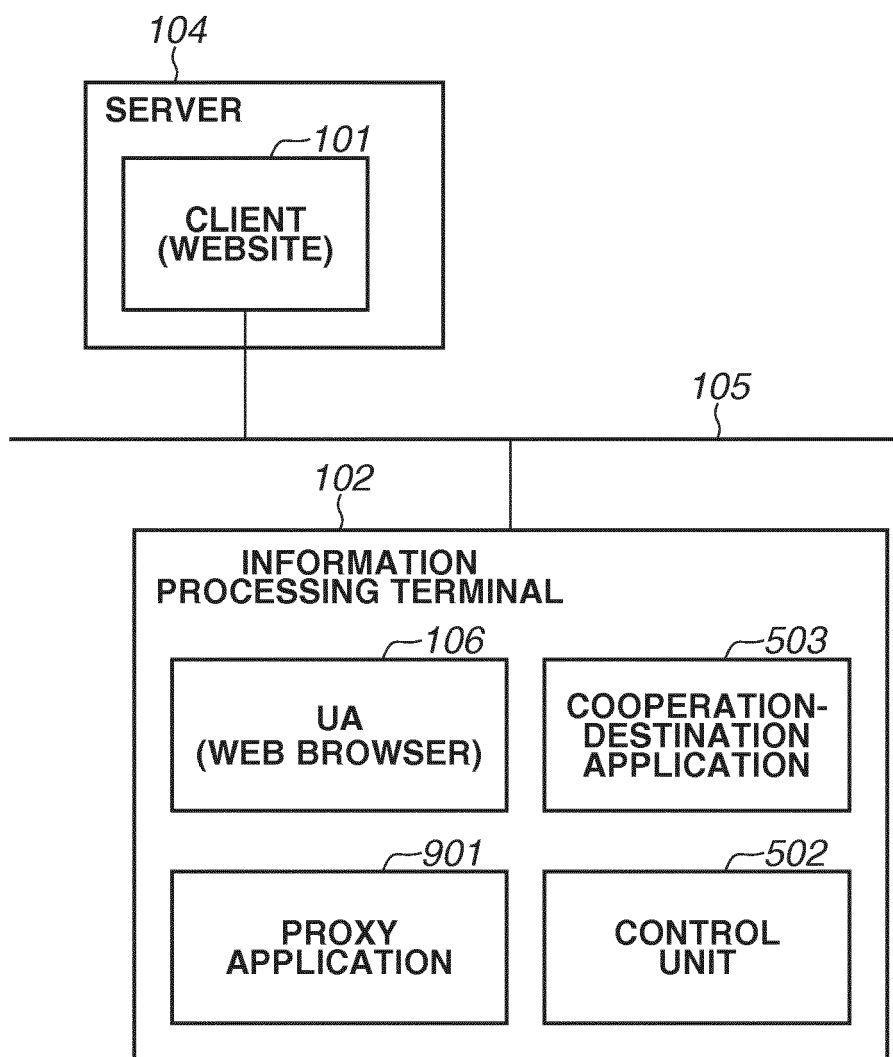 104
SERVER
101
CLIENT
(WEBSITE)
105
102
INFORMATION
PROCESSING TERMINAL
106
UA
(WEB BROWSER)
503
COOPERATION-
DESTINATION
APPLICATION
901
PROXY
APPLICATION
502
CONTROL
UNIT